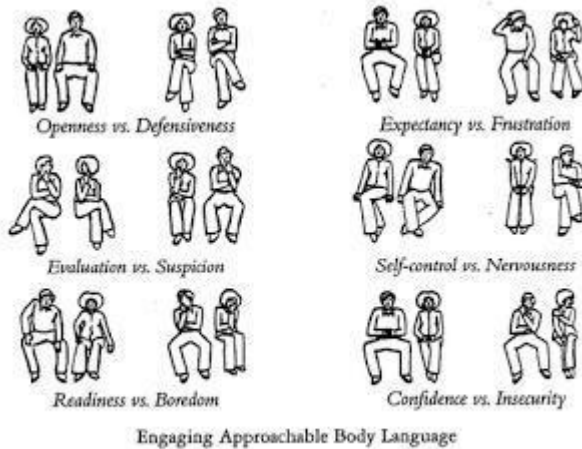 Openness vs. Defensiveness
Expectancy vs. Frustration
Evaluation vs. Suspicion
Self-control vs. Nervousness
Readiness vs. Boredom
Confidence vs. Insecurity
Engaging Approachable Body Language